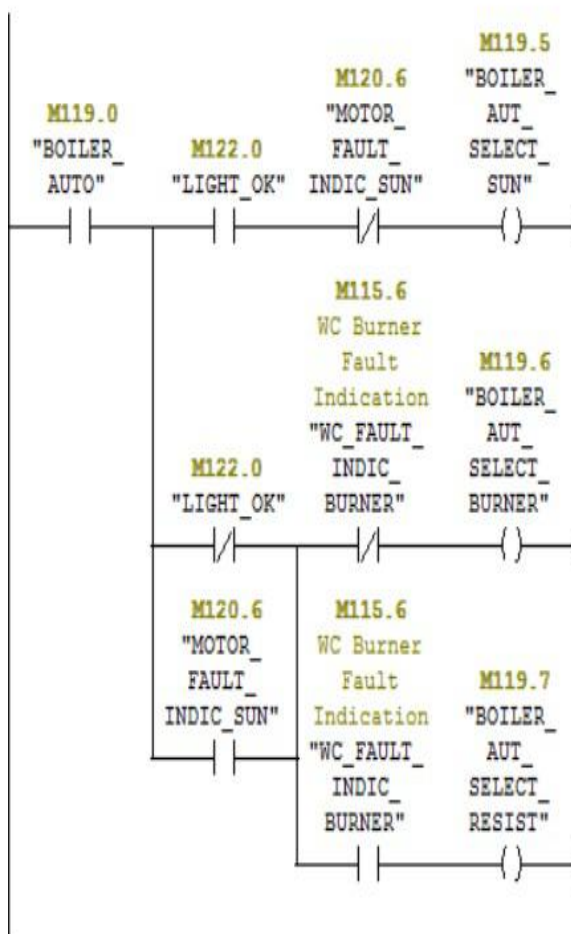 M119.0
"BOILER_
AUTO"
M122.0
"LIGHT_OK"
M120.6
"MOTOR_
FAULT_
INDIC_SUN"
M119.5
"BOILER_
AUT_
SELECT_
SUN"
M122.0
"LIGHT_OK"
M115.6
WC Burner
Fault
Indication
"WC_FAULT_
INDIC_
BURNER"
M119.6
"BOILER_
AUT_
SELECT_
BURNER"
M120.6
"MOTOR_
FAULT_
INDIC_SUN"
M115.6
WC Burner
Fault
Indication
"WC_FAULT_
INDIC_
BURNER"
M119.7
"BOILER_
AUT_
SELECT_
RESIST"